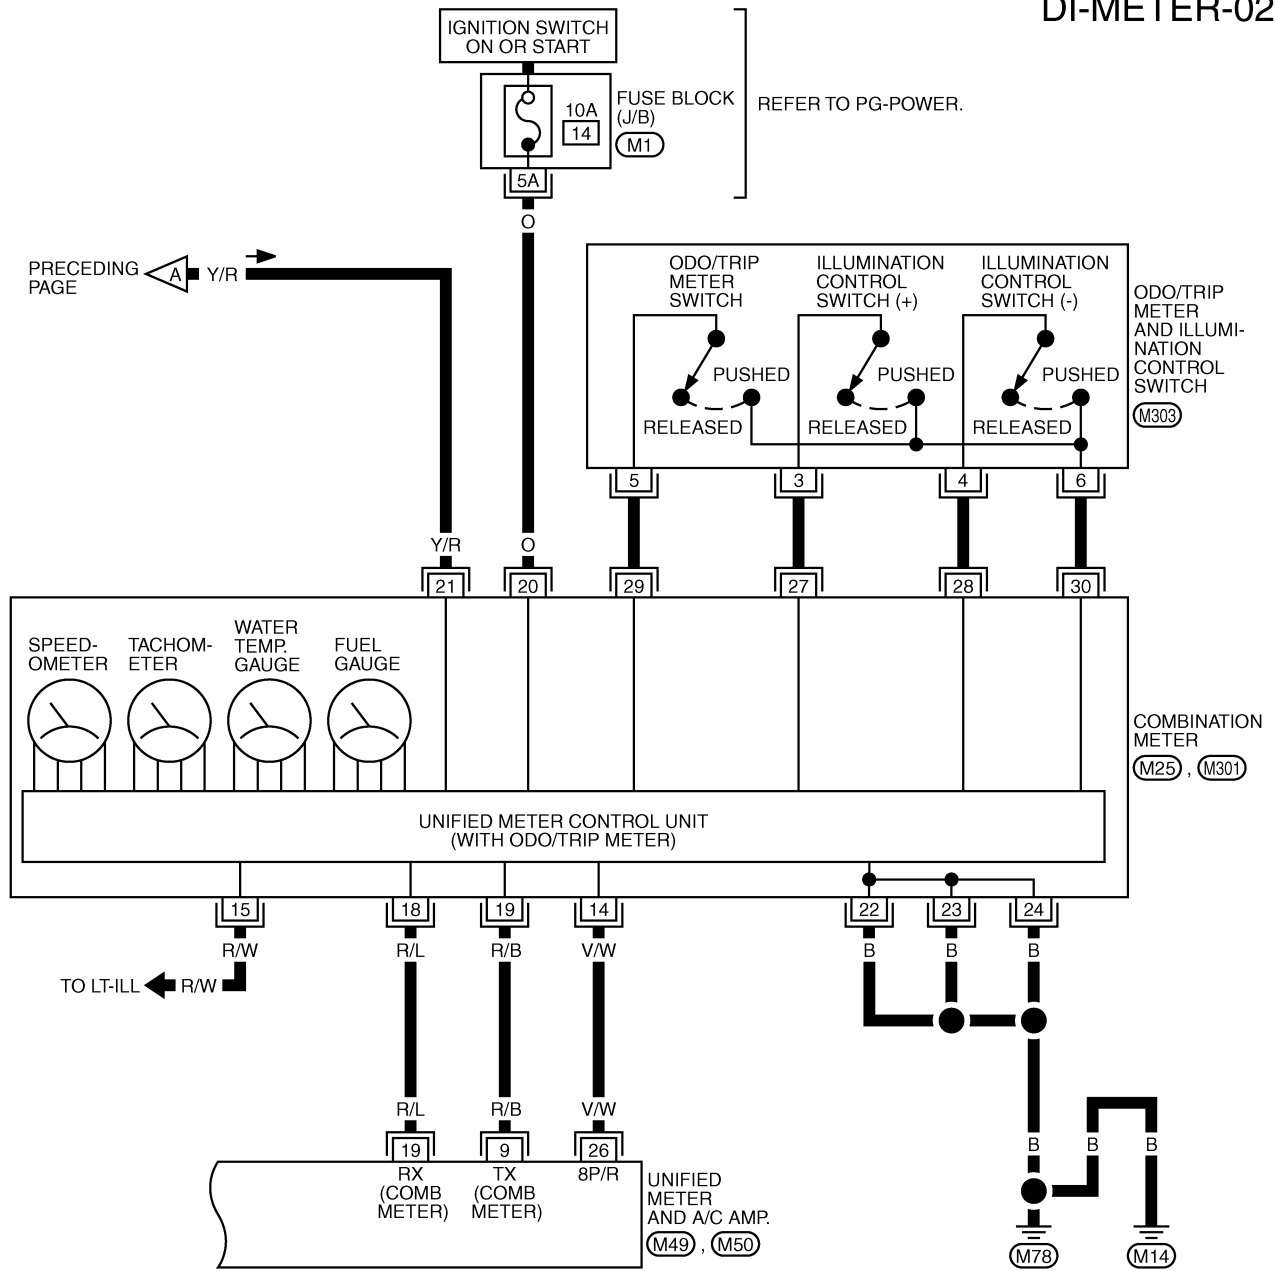 DI-METER-02
IGNITION SWITCH
ON OR START
10A
14
FUSE BLOCK
(J/B)
M1
REFER TO PG-POWER.
5A
O
PRECEDING
PAGE
A
Y/R
ODO/TRIP
METER
SWITCH
ILLUMINATION
CONTROL
SWITCH (+)
ILLUMINATION
CONTROL
SWITCH (-)
PUSHED
PUSHED
PUSHED
RELEASED
RELEASED
RELEASED
ODO/TRIP
METER
AND ILLUMI-
NATION
CONTROL
SWITCH
M303
5
3
4
6
Y/R
O
21
20
29
27
28
30
SPEED-
OMETER
TACHOM-
ETER
WATER
TEMP.
GAUGE
FUEL
GAUGE
COMBINATION
METER
M25 , M301
UNIFIED METER CONTROL UNIT
(WITH ODO/TRIP METER)
15
18
19
14
22
23
24
R/W
R/L
R/B
V/W
B
B
B
TO LT-ILL
R/W
R/L
R/B
V/W
B
B
B
19
9
26
RX
(COMB
METER)
TX
(COMB
METER)
8P/R
UNIFIED
METER
AND A/C AMP.
M49 , M50
M78
M14